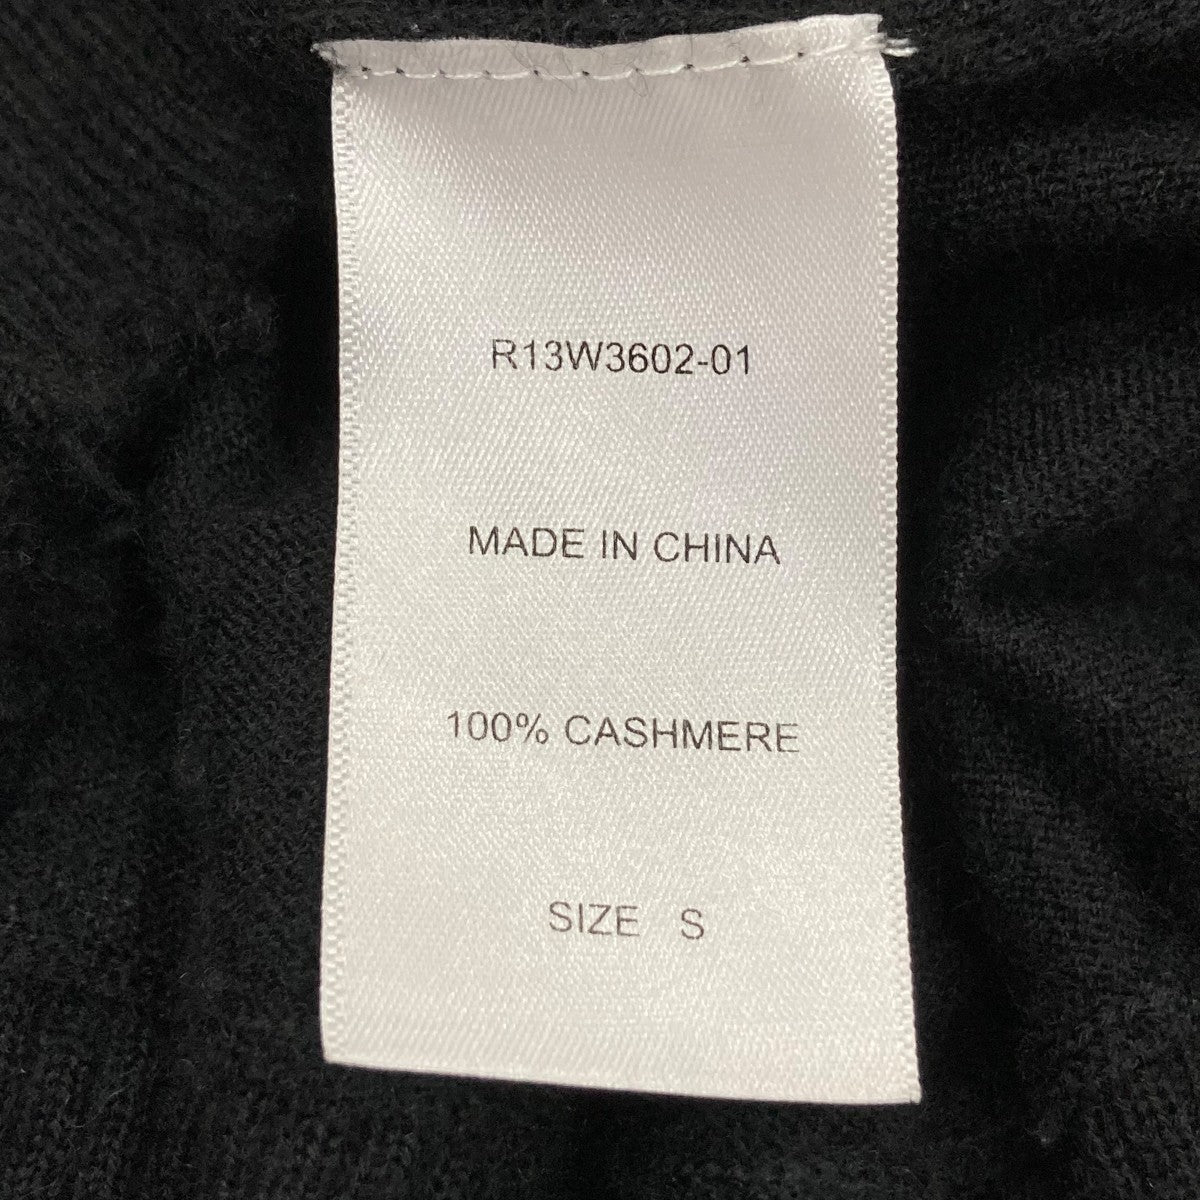 R13W3602-01
MADE IN CHINA
100% CASHMERE
SIZE S